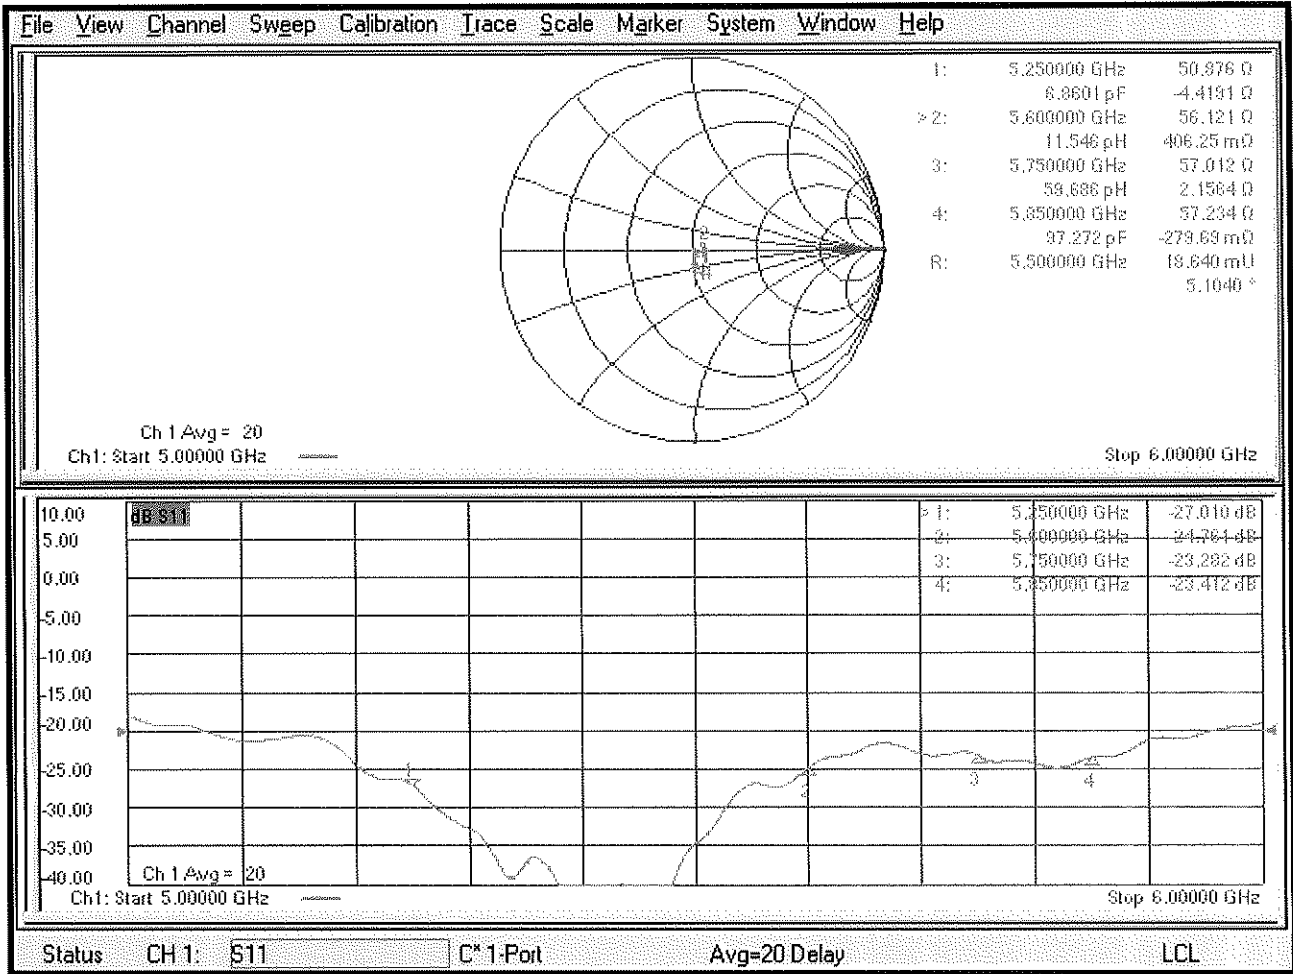 File View Channel Sweep Calibration Trace Scale Marker System Window Help
1: 5.250000 GHz 50.876 Ω
6.8601 pF -4.4191 Ω
> 2: 5.600000 GHz 56.121 Ω
11.546 pH 406.25 mΩ
3: 5.750000 GHz 57.012 Ω
59.686 pH 2.1564 Ω
4: 5.850000 GHz 57.234 Ω
97.272 pF -279.69 mΩ
R: 5.500000 GHz 18.640 mU
5.1040 °
Ch 1 Avg = 20
Ch1: Start 5.00000 GHz
Stop 6.00000 GHz
10.00 dB S11
5.00
0.00
-5.00
-10.00
-15.00
-20.00
-25.00
-30.00
-35.00
-40.00
> 1: 5.250000 GHz -27.010 dB
2: 5.600000 GHz -24.761 dB
3: 5.750000 GHz -23.282 dB
4: 5.850000 GHz -23.412 dB
1
2
3
4
Ch 1 Avg = 20
Ch1: Start 5.00000 GHz
Stop 6.00000 GHz
Status CH 1: S11 C* 1-Port Avg=20 Delay LCL